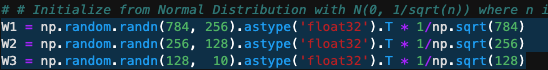 # # Initialize from Normal Distribution with N(0, 1/sqrt(n)) where n i
W1 = np.random.randn(784, 256).astype('float32').T * 1/np.sqrt(784)
W2 = np.random.randn(256, 128).astype('float32').T * 1/np.sqrt(256)
W3 = np.random.randn(128,  10).astype('float32').T * 1/np.sqrt(128)